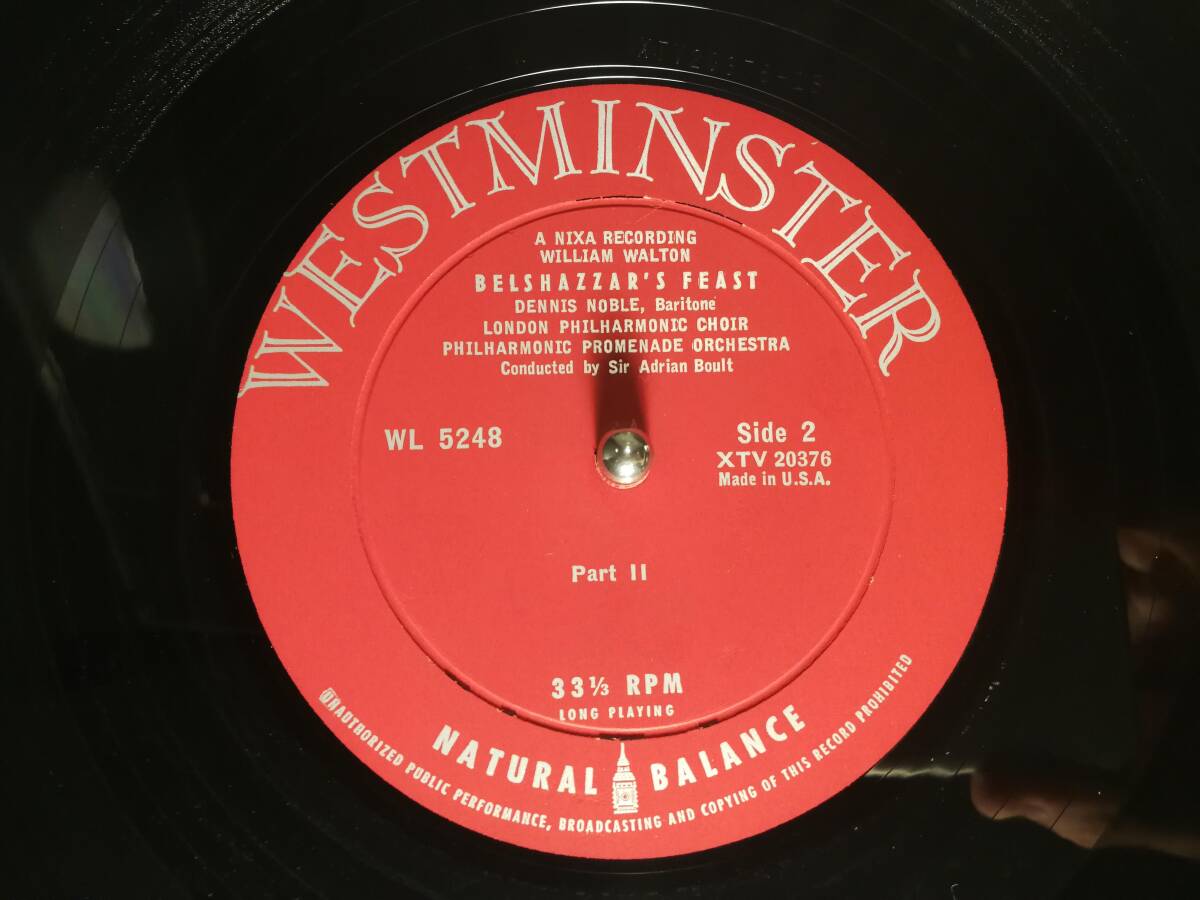 WESTMINSTER
A NIXA RECORDING
WILLIAM WALTON
BELSHAZZAR'S FEAST
DENNIS NOBLE, Baritone
LONDON PHILHARMONIC CHOIR
PHILHARMONIC PROMENADE ORCHESTRA
Conducted by Sir Adrian Boult
WL 5248
Side 2
XTV 20376
Made in U.S.A.
Part II
33⅓ RPM
LONG PLAYING
NATURAL BALANCE
UNAUTHORIZED PUBLIC PERFORMANCE, BROADCASTING AND COPYING OF THIS RECORD PROHIBITED